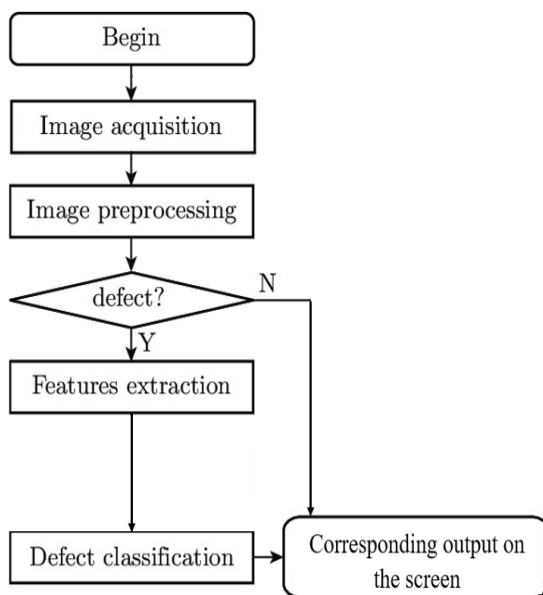 Begin
Image acquisition
Image preprocessing
defect?
N
Y
Features extraction
Defect classification
Corresponding output on
the screen